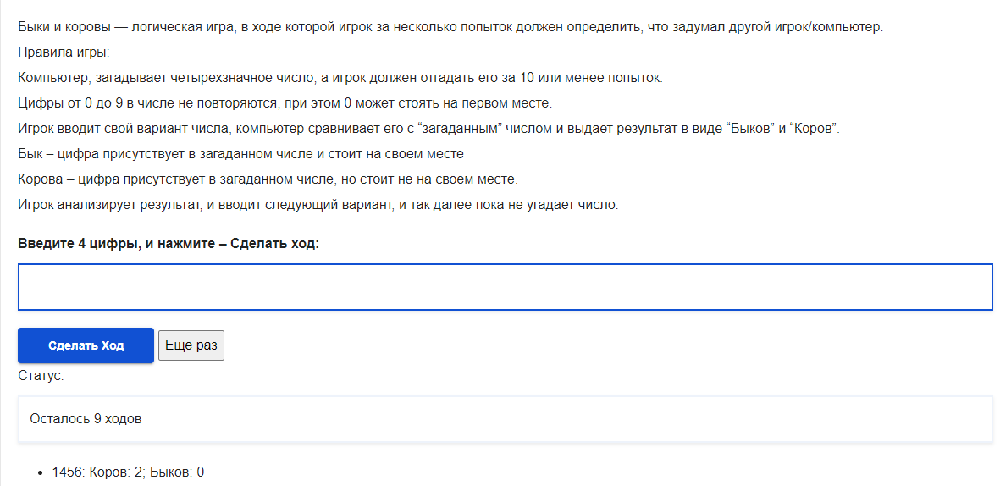 Быки и коровы — логическая игра, в ходе которой игрок за несколько попыток должен определить, что задумал другой игрок/компьютер.
Правила игры:
Компьютер, загадывает четырехзначное число, а игрок должен отгадать его за 10 или менее попыток.
Цифры от 0 до 9 в числе не повторяются, при этом 0 может стоять на первом месте.
Игрок вводит свой вариант числа, компьютер сравнивает его с “загаданным” числом и выдает результат в виде “Быков” и “Коров”.
Бык – цифра присутствует в загаданном числе и стоит на своем месте
Корова – цифра присутствует в загаданном числе, но стоит не на своем месте.
Игрок анализирует результат, и вводит следующий вариант, и так далее пока не угадает число.
Введите 4 цифры, и нажмите – Сделать ход:
Сделать Ход Еще раз
Статус:
Осталось 9 ходов
• 1456: Коров: 2; Быков: 0